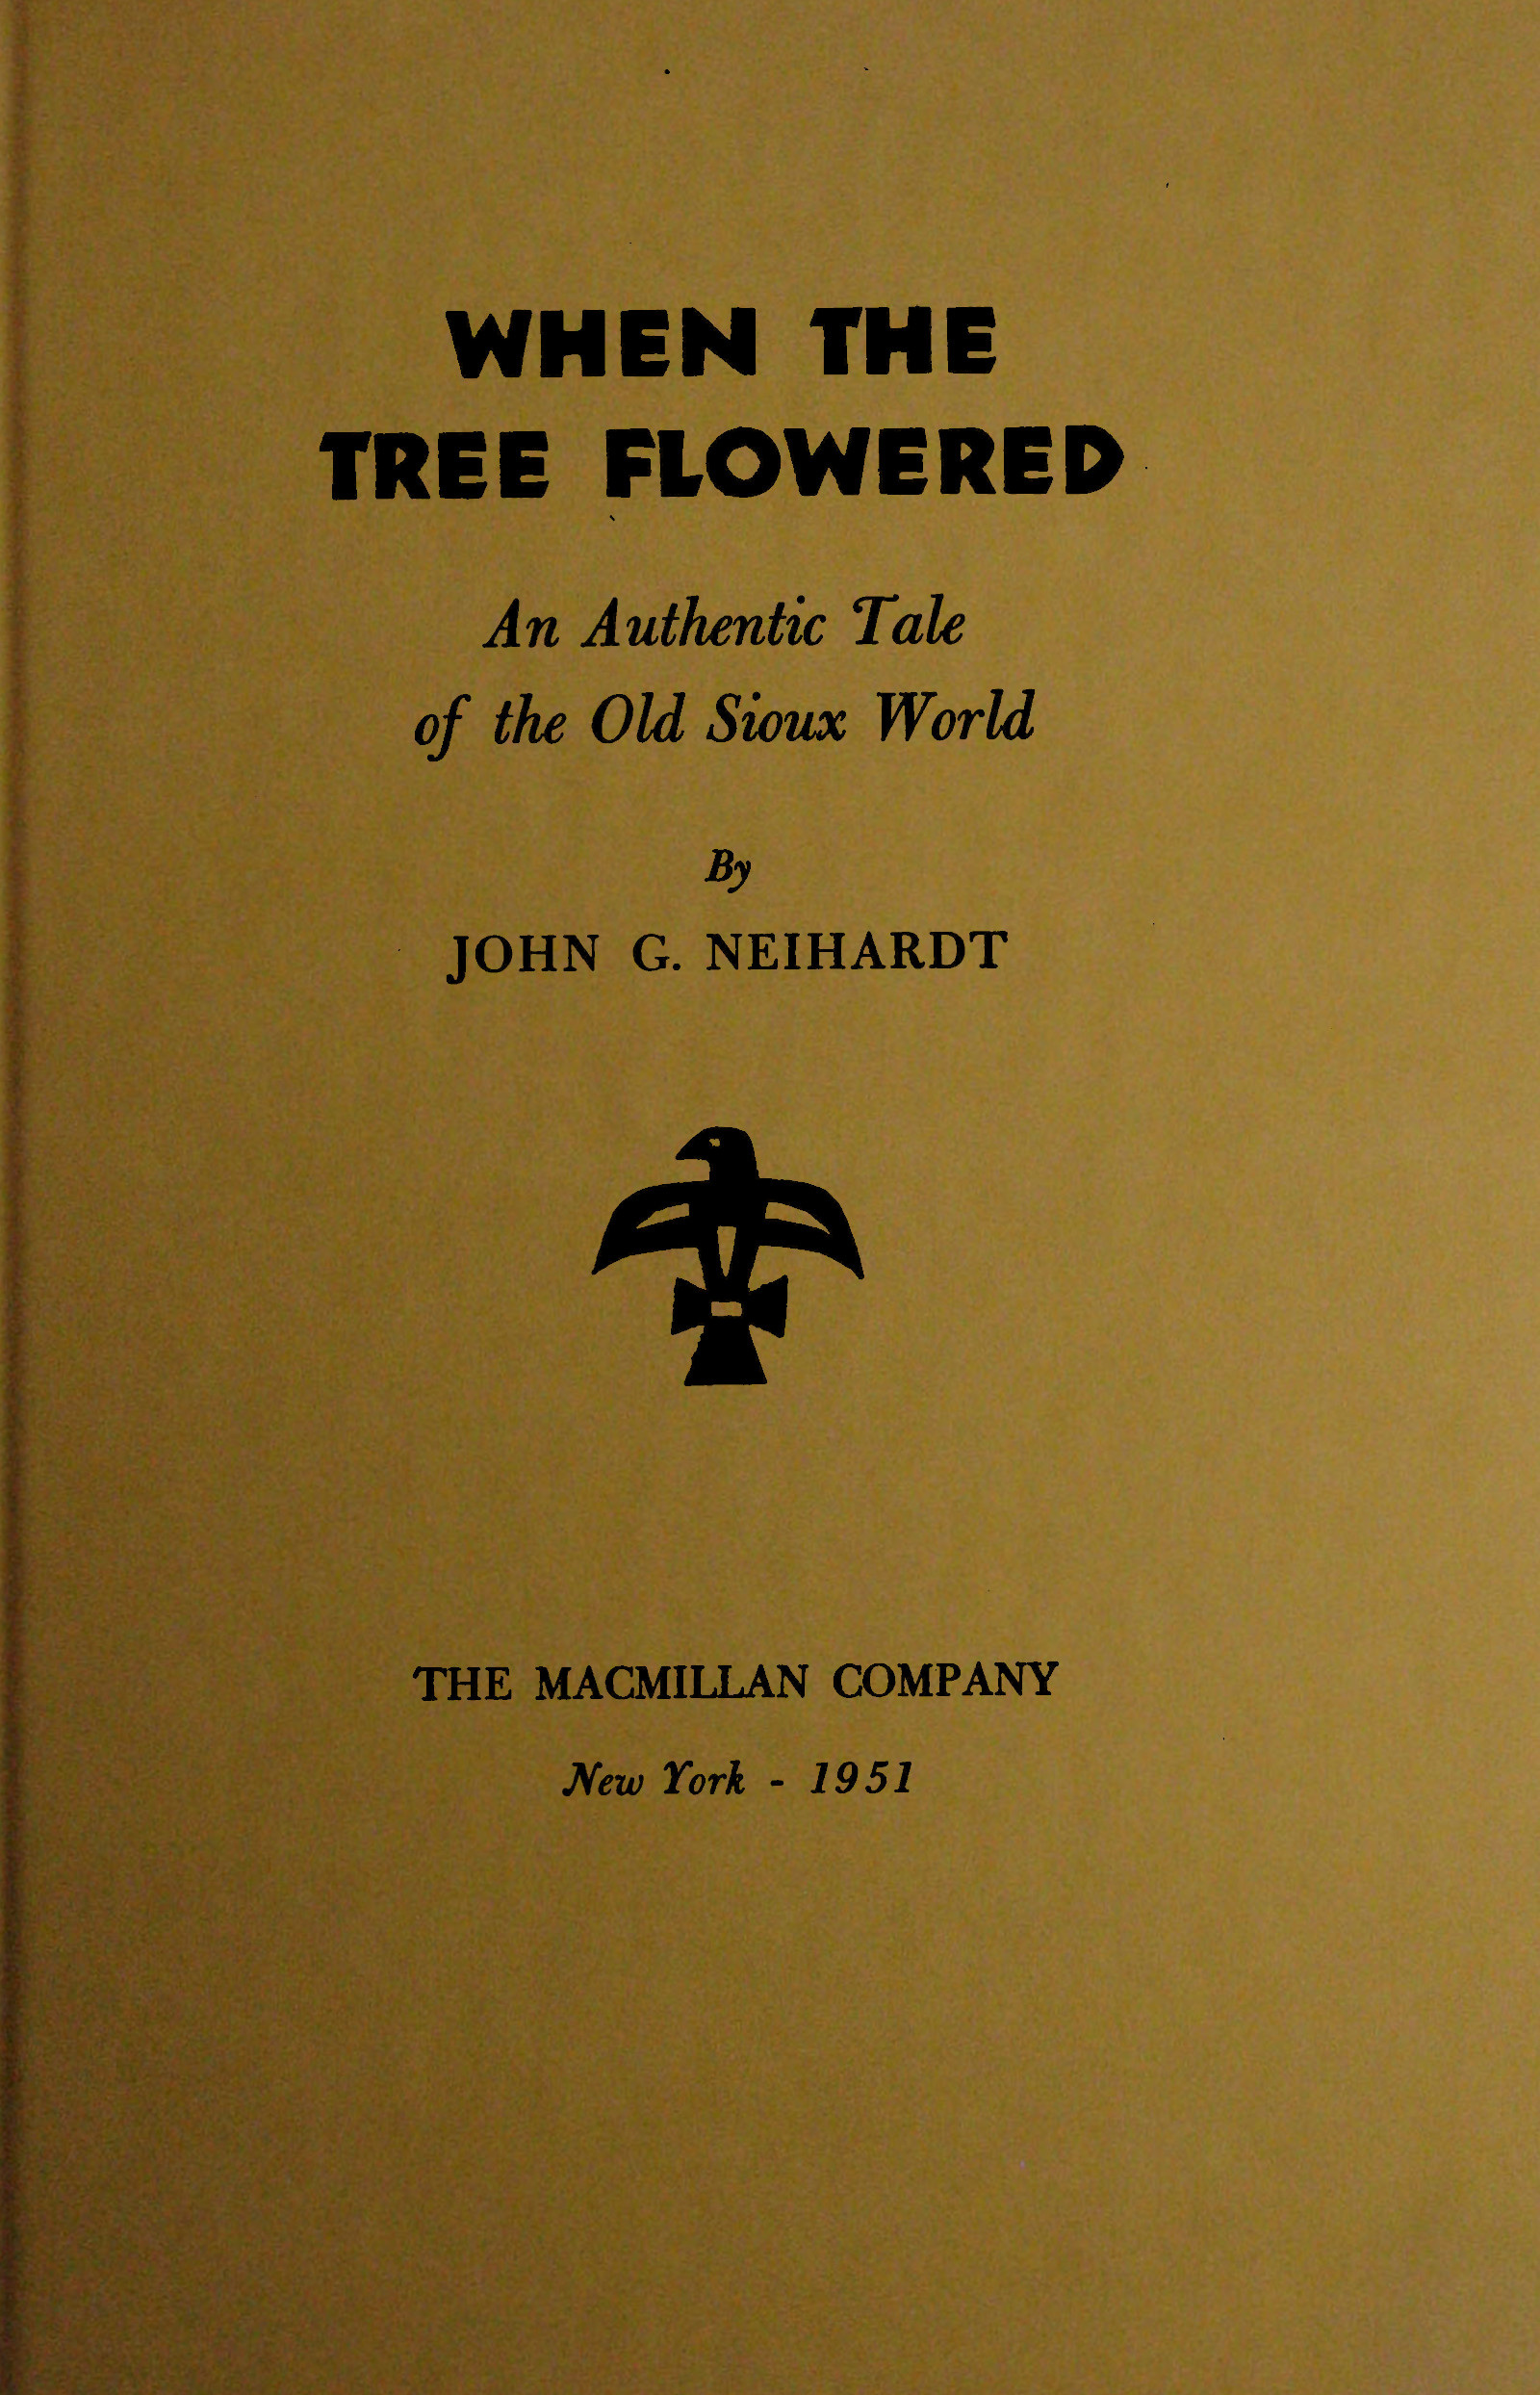 WHEN THE
TREE FLOWERED
An Authentic Tale
of the Old Sioux World
By
JOHN G. NEIHARDT
THE MACMILLAN COMPANY
New York - 1951